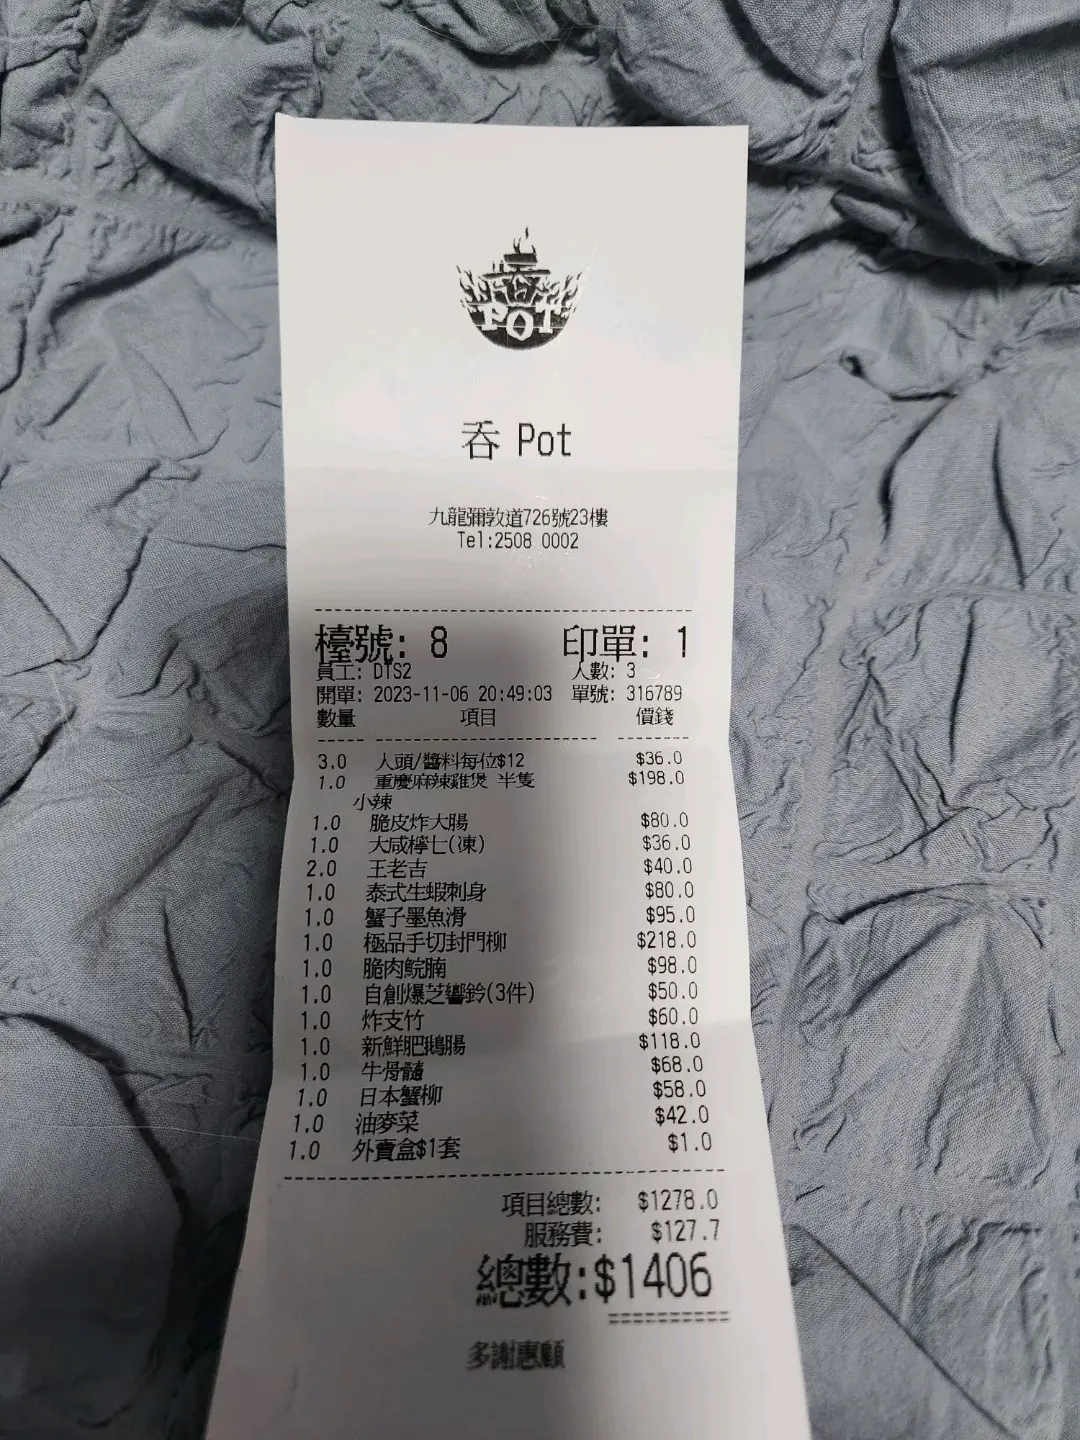 POT
吞 Pot
九龍彌敦道726號23樓
Tel:2508 0002
檯號: 8 印單: 1
員工: DTS2 人數: 3
開單: 2023-11-06 20:49:03 單號: 316789
數量 項目 價錢
3.0 人頭/醬料每位$12 $36.0
1.0 重慶麻辣雞煲 半隻 $198.0
小辣
1.0 脆皮炸大腸 $80.0
1.0 大咸檸七(凍) $36.0
2.0 王老吉 $40.0
1.0 泰式生蝦刺身 $80.0
1.0 蟹子墨魚滑 $95.0
1.0 極品手切封門柳 $218.0
1.0 脆肉鯇腩 $98.0
1.0 自創爆芝響鈴(3件) $50.0
1.0 炸支竹 $60.0
1.0 新鮮肥鵝腸 $118.0
1.0 牛骨髓 $68.0
1.0 日本蟹柳 $58.0
1.0 油麥菜 $42.0
1.0 外賣盒$1套 $1.0
項目總數: $1278.0
服務費: $127.7
總數:$1406
多謝惠顧